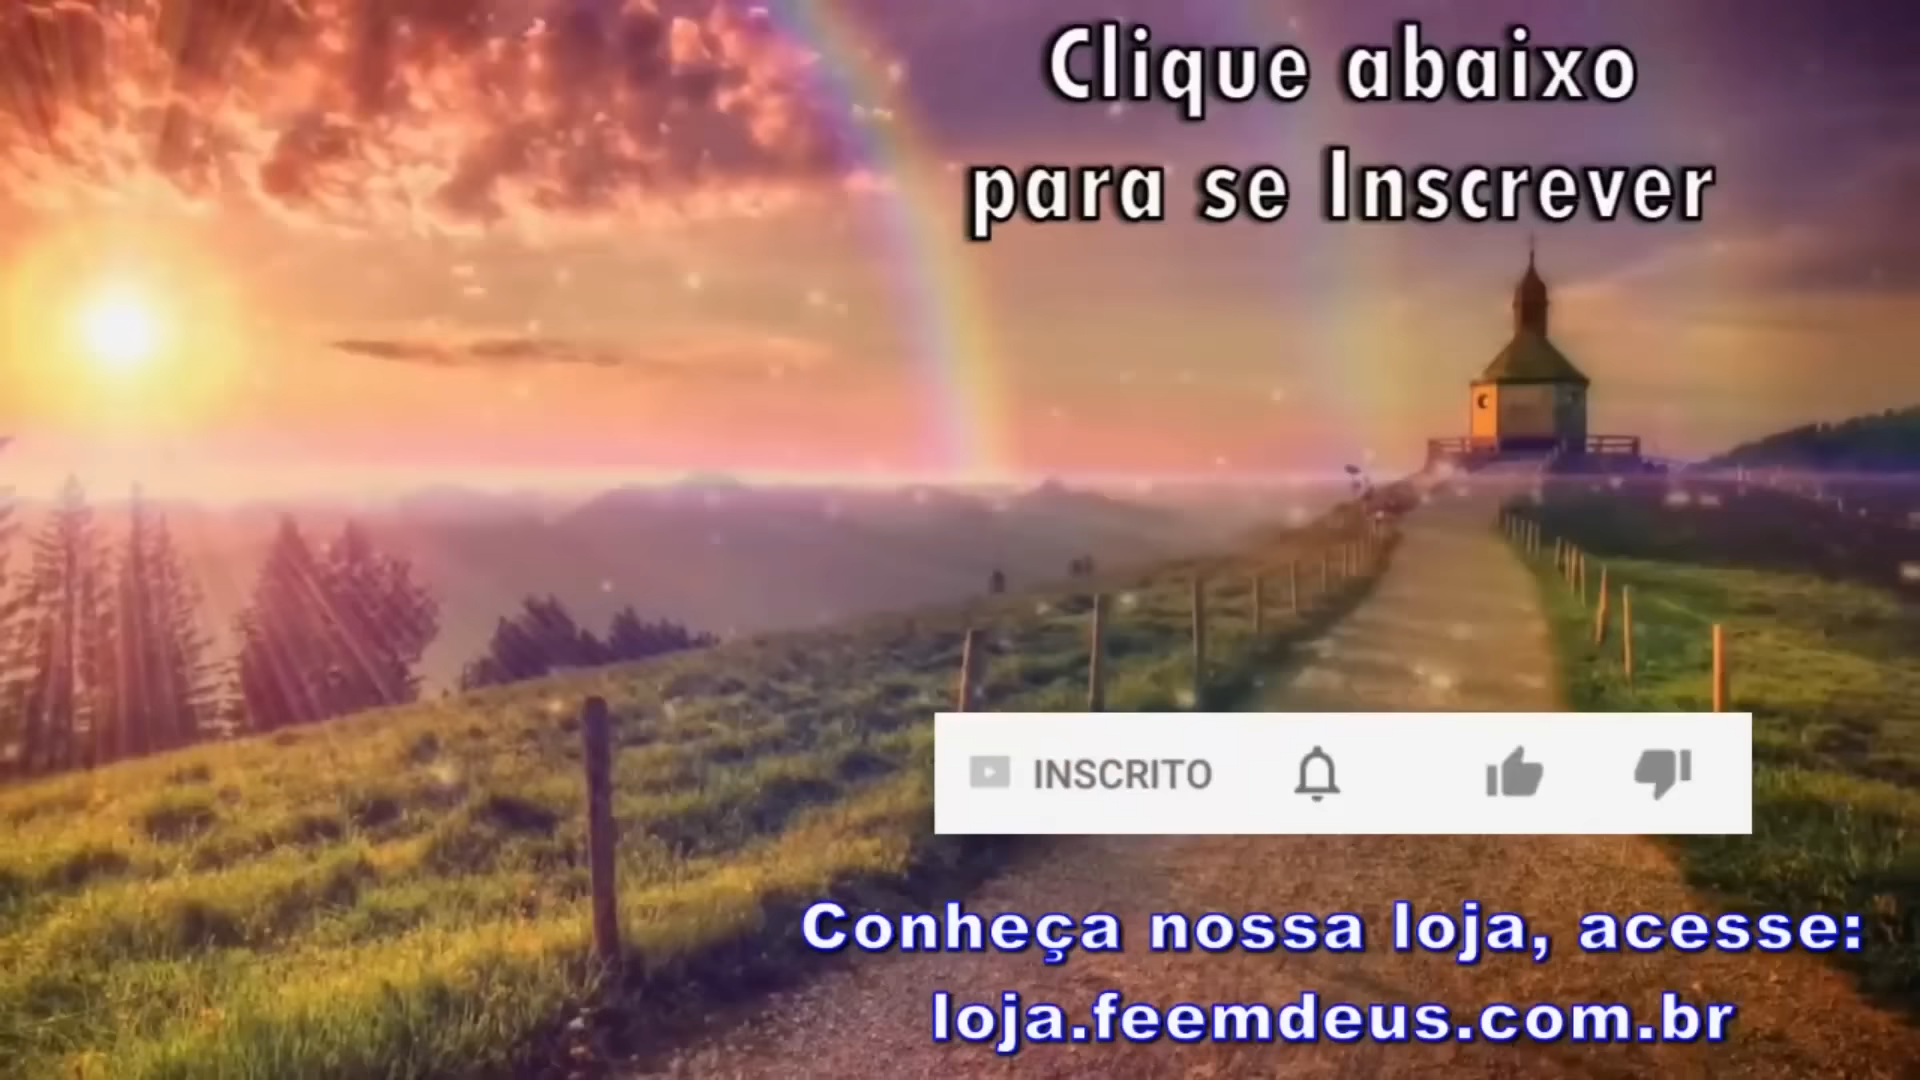 Clique abaixo
para se Inscrever
INSCRITO
Conheça nossa loja, acesse:
loja.feemdeus.com.br